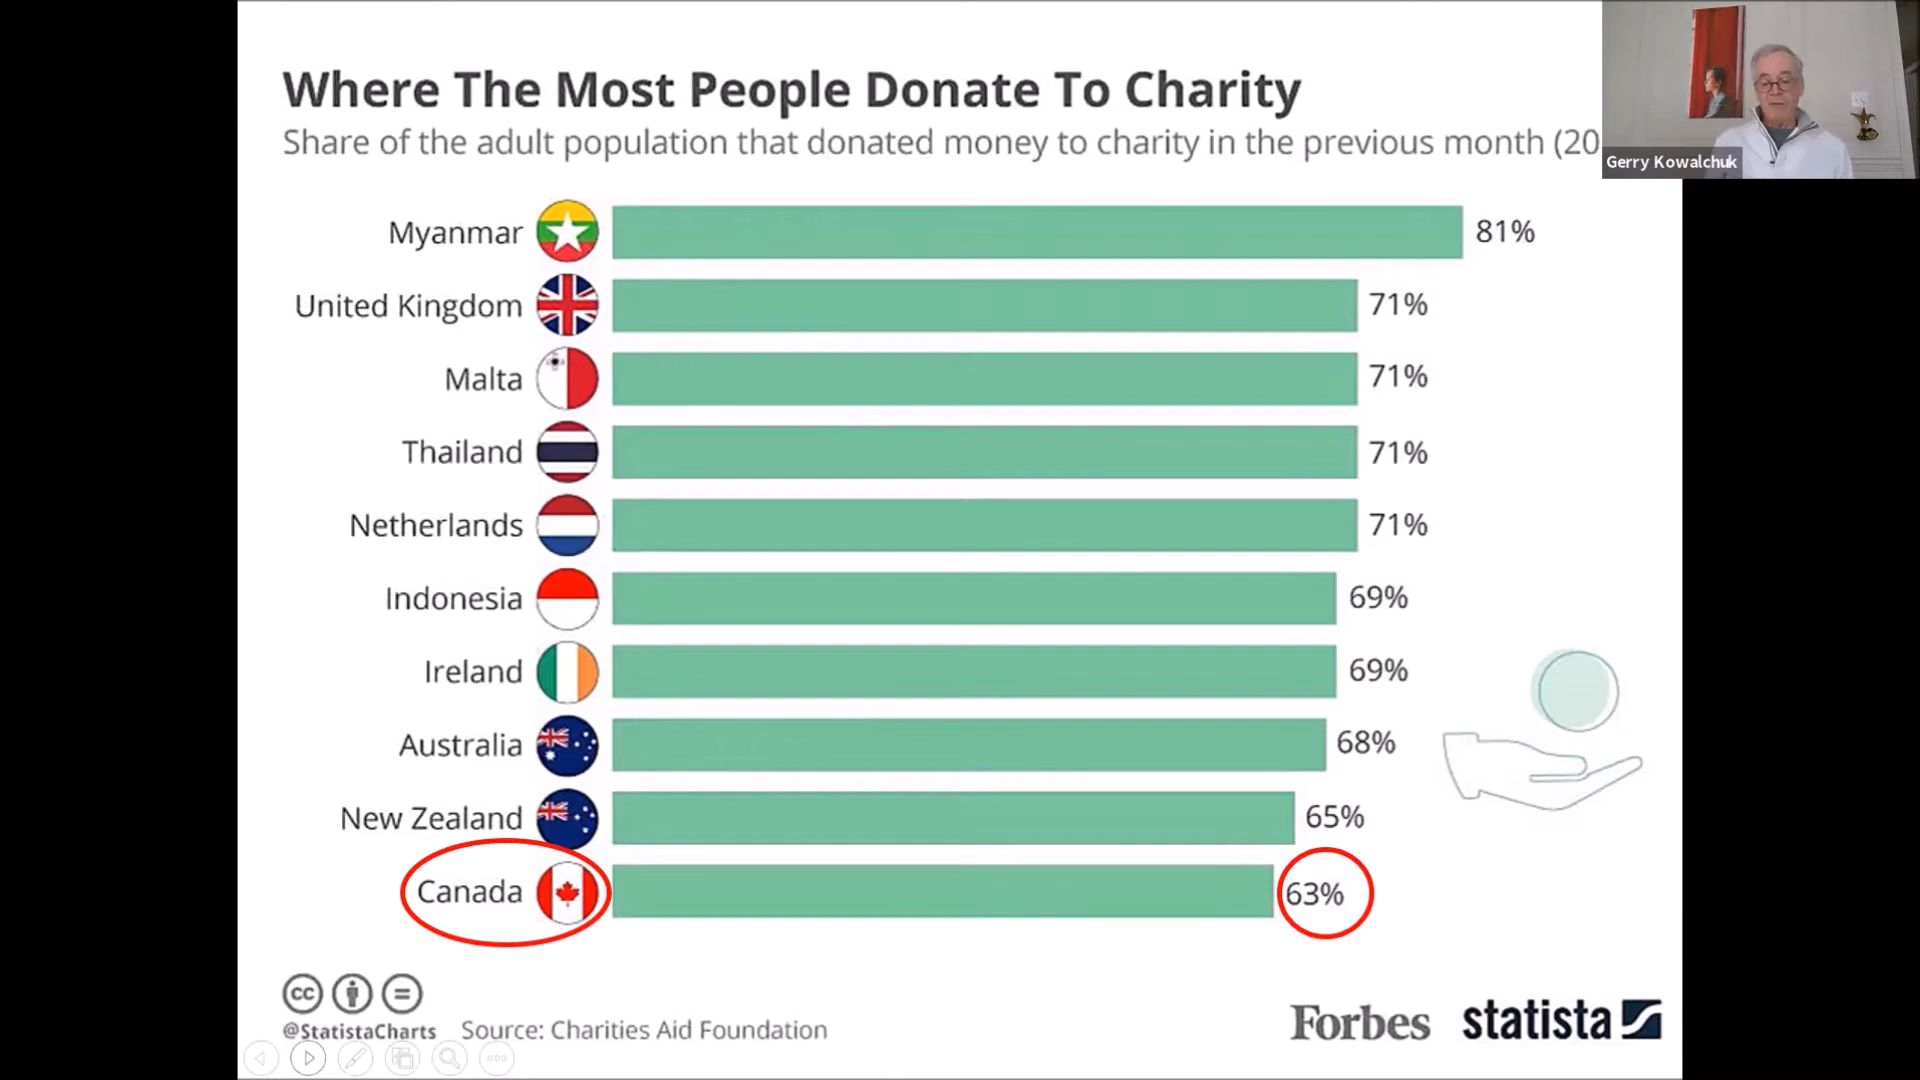 Where The Most People Donate To Charity
Share of the adult population that donated money to charity in the previous month (20
Gerry Kowalchuk
Myanmar 81%
United Kingdom 71%
Malta 71%
Thailand 71%
Netherlands 71%
Indonesia 69%
Ireland 69%
Australia 68%
New Zealand 65%
Canada 63%
cc
@StatistaCharts Source: Charities Aid Foundation
Forbes statista